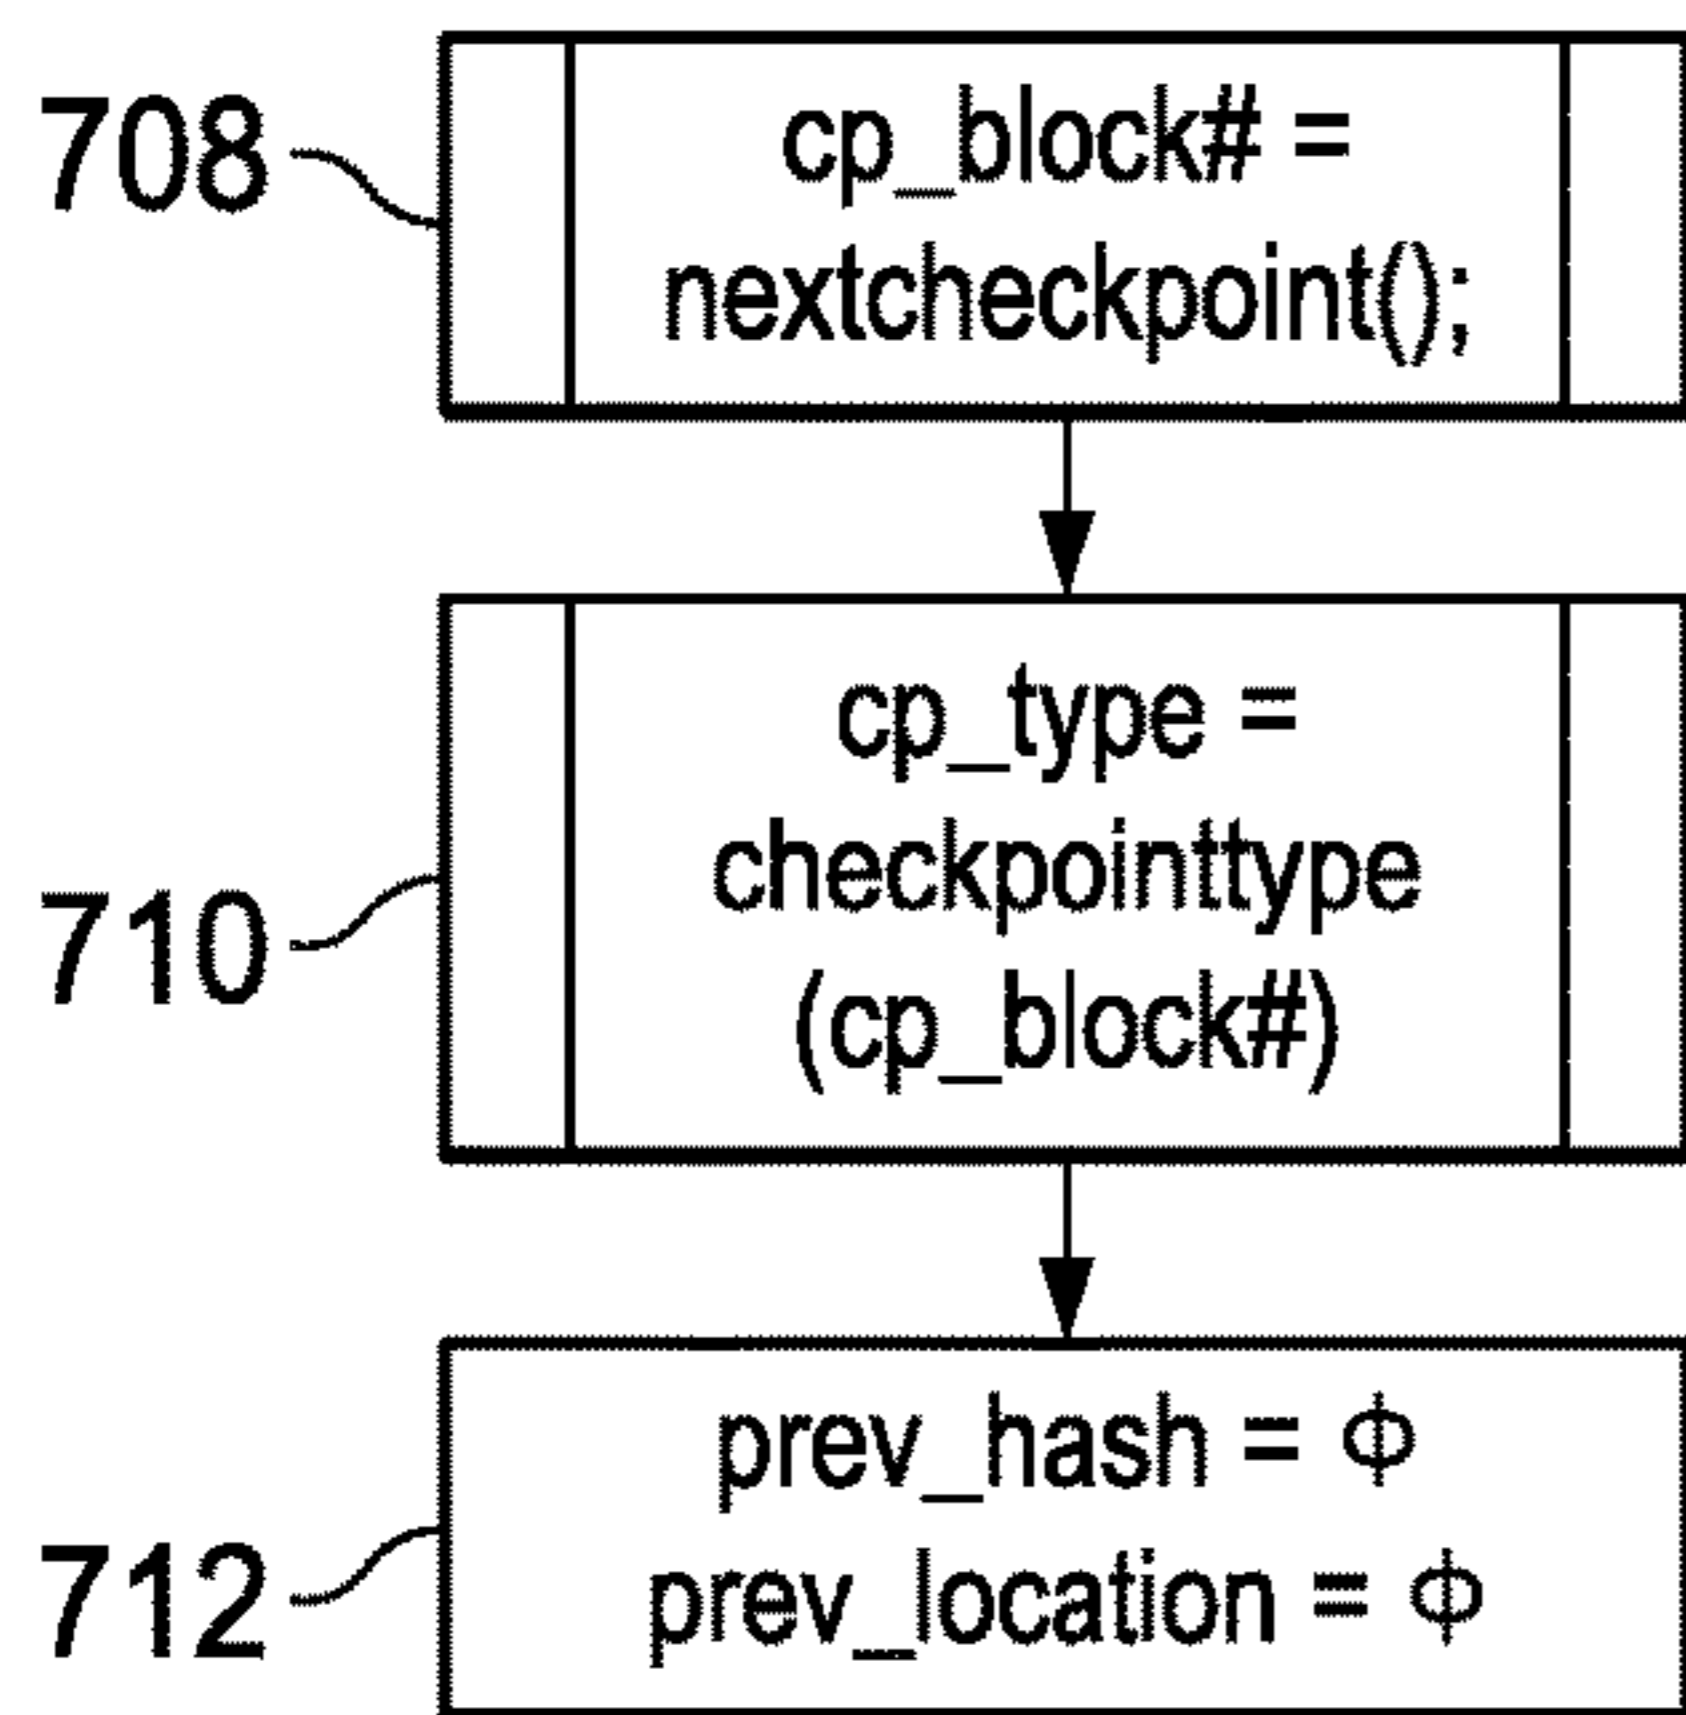 708
cp_block# =
nextcheckpoint();
cp_type =
checkpointtype
(cp_block#)
710
prev_hash = Φ
prev_location = Φ
712